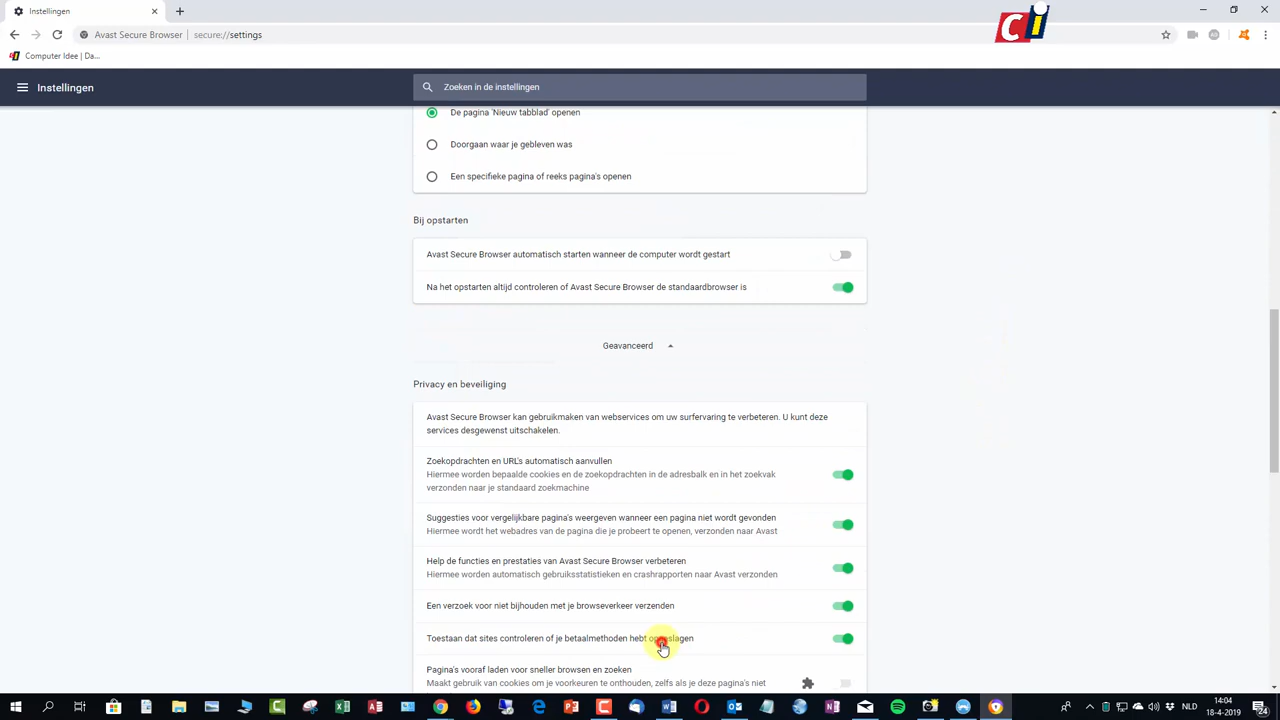 Instellingen
Avast Secure Browser
secure://settings
Ci
Computer Idee | Da...
Instellingen
Zoeken in de instellingen
De pagina 'Nieuw tabblad' openen
Doorgaan waar je gebleven was
Een specifieke pagina of reeks pagina's openen
Bij opstarten
Avast Secure Browser automatisch starten wanneer de computer wordt gestart
Na het opstarten altijd controleren of Avast Secure Browser de standaardbrowser is
Geavanceerd
Privacy en beveiliging
Avast Secure Browser kan gebruikmaken van webservices om uw surfervaring te verbeteren. U kunt deze
services desgewenst uitschakelen.
Zoekopdrachten en URL's automatisch aanvullen
Hiermee worden bepaalde cookies en de zoekopdrachten in de adresbalk en in het zoekvak
verzonden naar je standaard zoekmachine
Suggesties voor vergelijkbare pagina's weergeven wanneer een pagina niet wordt gevonden
Hiermee wordt het webadres van de pagina die je probeert te openen, verzonden naar Avast
Help de functies en prestaties van Avast Secure Browser verbeteren
Hiermee worden automatisch gebruiksstatistieken en crashrapporten naar Avast verzonden
Een verzoek voor niet bijhouden met je browseverkeer verzenden
Toestaan dat sites controleren of je betaalmethoden hebt opgeslagen
Pagina's vooraf laden voor sneller browsen en zoeken
Maakt gebruik van cookies om je voorkeuren te onthouden, zelfs als je deze pagina's niet
NLD
14:04
18-4-2019